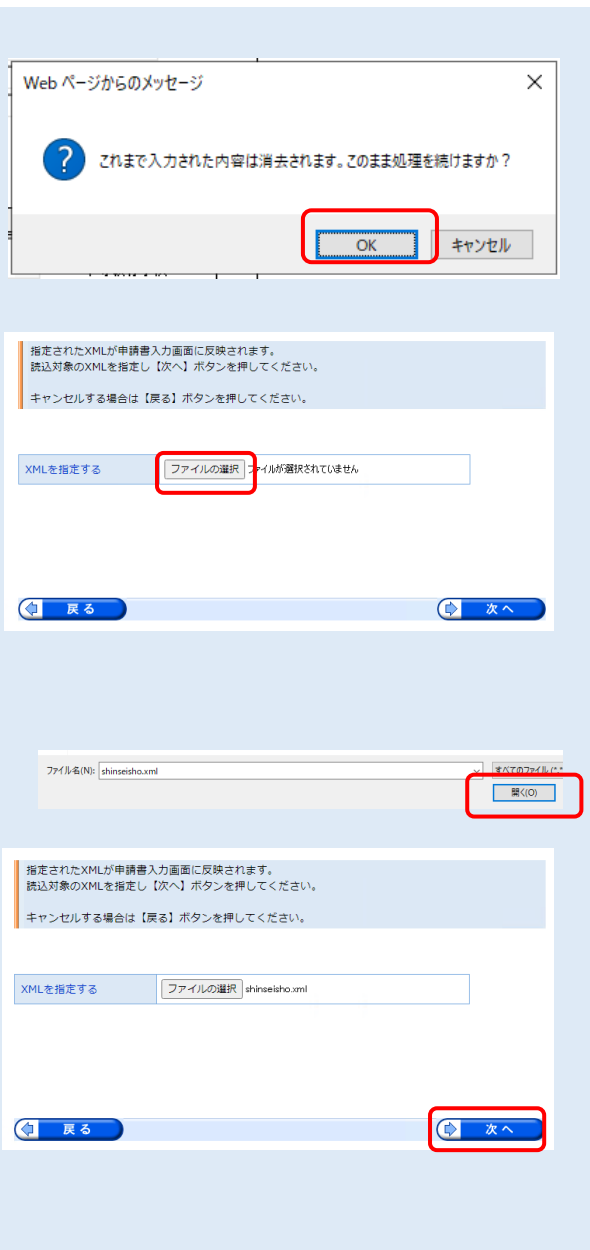 Web ページからのメッセージ
これまで入力された内容は消去されます。このまま処理を続けますか？
OK
キャンセル
指定されたXMLが申請書入力画面に反映されます。
読込対象のXMLを指定し【次へ】ボタンを押してください。
キャンセルする場合は【戻る】ボタンを押してください。
XMLを指定する
ファイルの選択 ファイルが選択されていません
戻る
次へ
ファイル名(N): shinseisho.xml
すべてのファイル (*.*
開く(O)
指定されたXMLが申請書入力画面に反映されます。
読込対象のXMLを指定し【次へ】ボタンを押してください。
キャンセルする場合は【戻る】ボタンを押してください。
XMLを指定する
ファイルの選択 shinseisho.xml
戻る
次へ